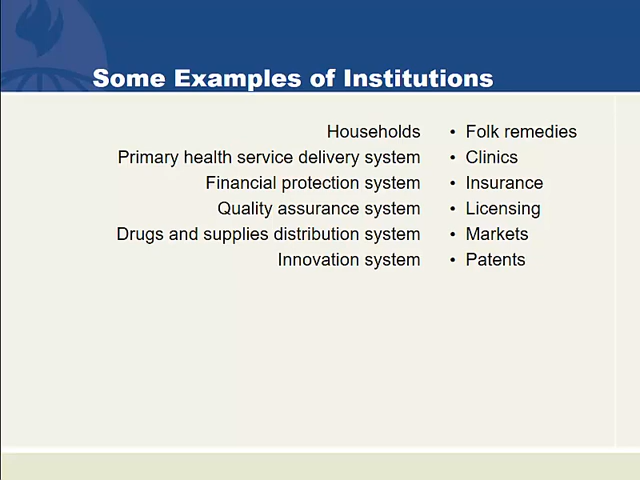 Some Examples of Institutions
Households • Folk remedies
Primary health service delivery system • Clinics
Financial protection system • Insurance
Quality assurance system • Licensing
Drugs and supplies distribution system • Markets
Innovation system • Patents